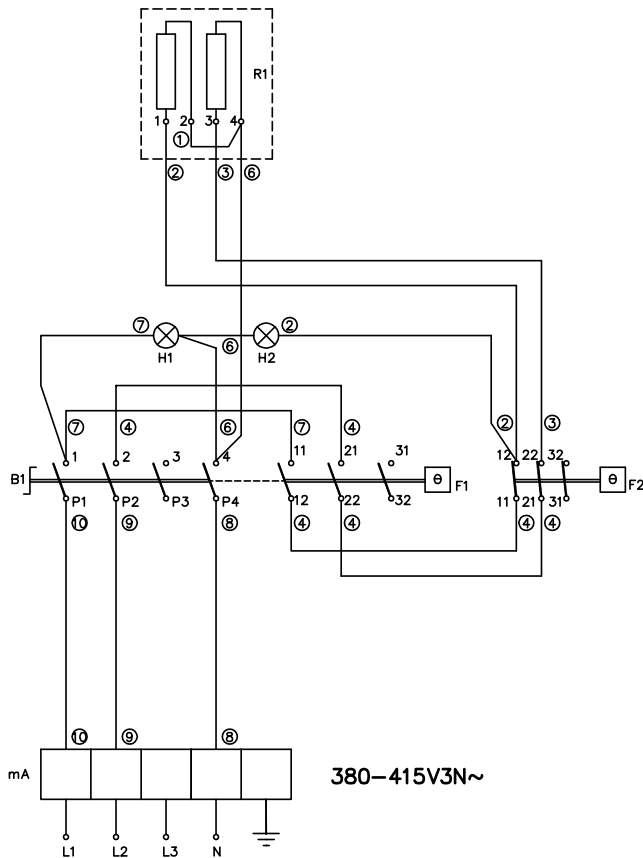 R1
1 2 3 4
① 
② ③ ⑥
⑦ ② 
⑥
H1 H2
⑦ ④ ⑥ ⑦ ④ ② ③
1 2 3 4 11 21 31 12 22 32
B1 F1 F2
P1 P2 P3 P4 12 22 32 11 21 31
⑩ ⑨ ⑧ ④ ④ ④ ④
⑩ ⑨ ⑧
mA 380-415V3N~
L1 L2 L3 N
θ θ